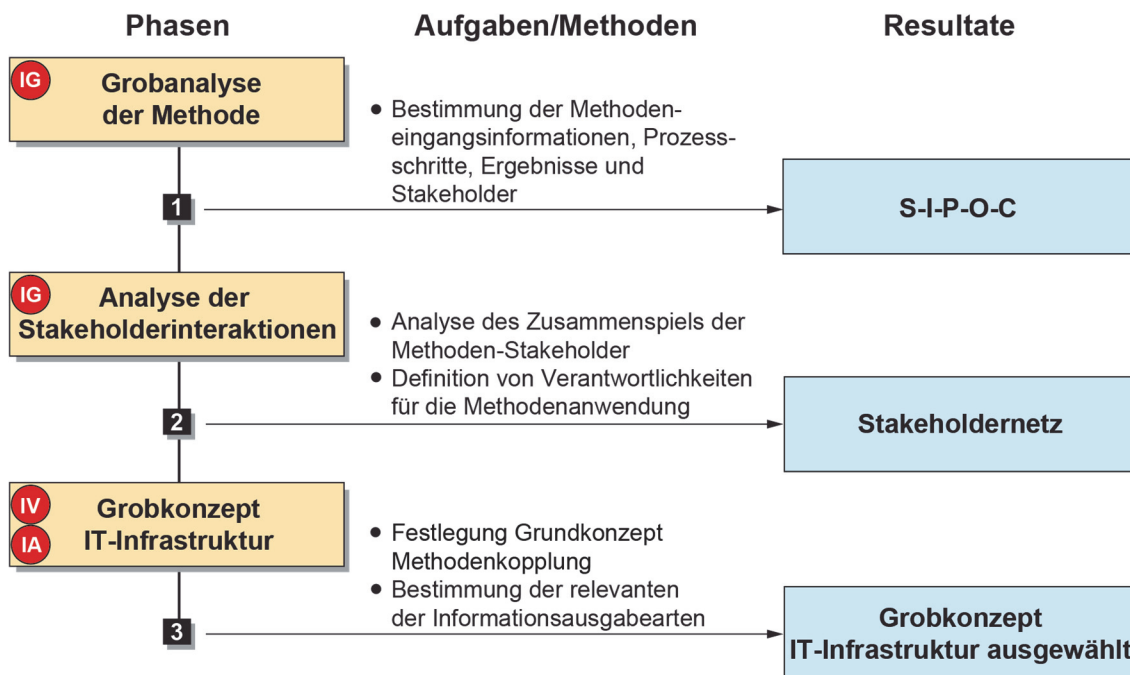 Phasen
Aufgaben/Methoden
Resultate
IG
Grobanalyse
der Methode
• Bestimmung der Methoden-
eingangsinformationen, Prozess-
schritte, Ergebnisse und
Stakeholder
1
S-I-P-O-C
IG
Analyse der
Stakeholderinteraktionen
• Analyse des Zusammenspiels der
Methoden-Stakeholder
• Definition von Verantwortlichkeiten
für die Methodenanwendung
2
Stakeholdernetz
IV
IA
Grobkonzept
IT-Infrastruktur
• Festlegung Grundkonzept
Methodenkopplung
• Bestimmung der relevanten
der Informationsausgabearten
3
Grobkonzept
IT-Infrastruktur ausgewählt